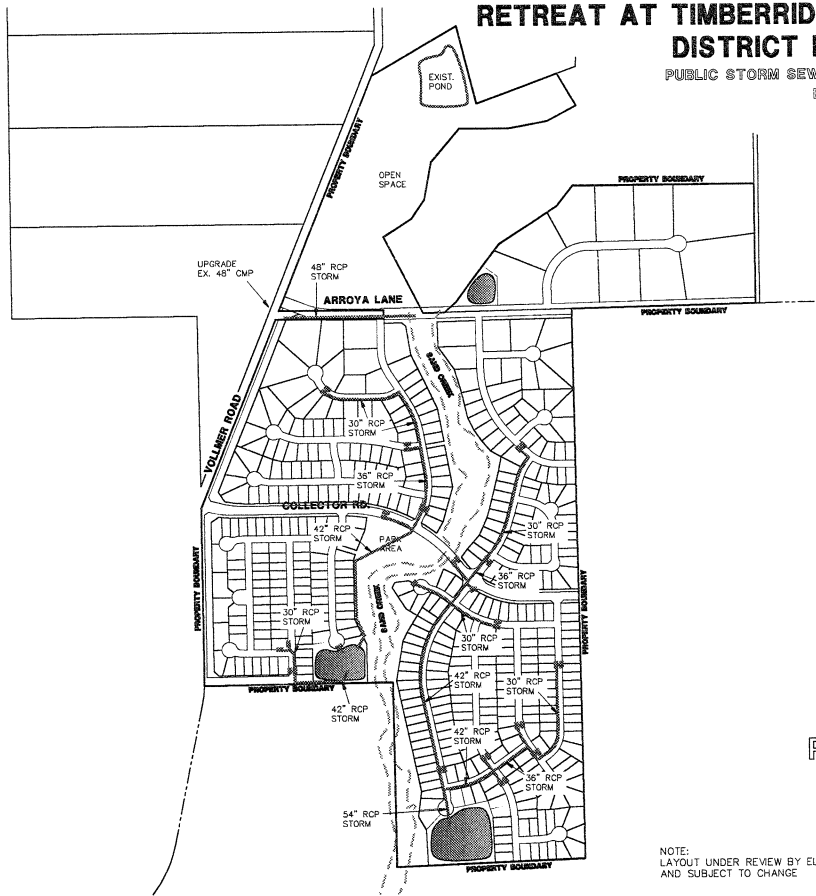 RETREAT AT TIMBERRID
DISTRICT
PUBLIC STORM SEW
EXIST.
POND
PROPERTY BOUNDARY
OPEN
SPACE
PROPERTY BOUNDARY
UPGRADE
EX. 48" CMP
48" RCP
STORM
ARROYA LANE
PROPERTY BOUNDARY
SAND CREEK
VOLLMER ROAD
30" RCP
STORM
36" RCP
STORM
COLLECTOR RD.
42" RCP
STORM
PARK
AREA
30" RCP
STORM
36" RCP
STORM
PROPERTY BOUNDARY
SAND CREEK
PROPERTY BOUNDARY
30" RCP
STORM
30" RCP
STORM
PROPERTY BOUNDARY
42" RCP
STORM
30" RCP
STORM
42" RCP
STORM
42" RCP
STORM
36" RCP
STORM
54" RCP
STORM
PROPERTY BOUNDARY
NOTE:
LAYOUT UNDER REVIEW BY EL
AND SUBJECT TO CHANGE